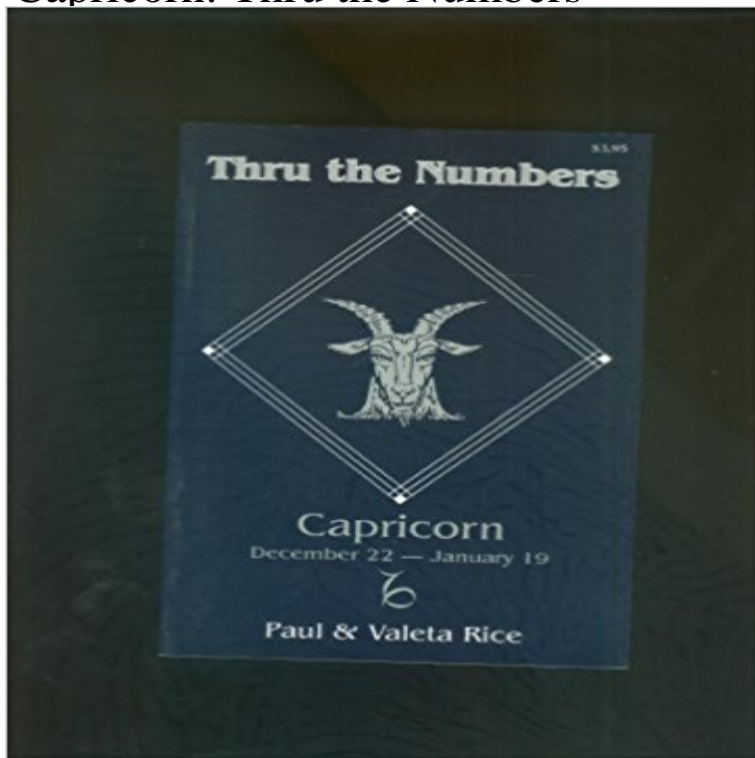 Capricorn: Thru the Numbers
$3.95
Thru the Numbers
Capricorn
December 22 — January 19
Paul & Valeta Rice